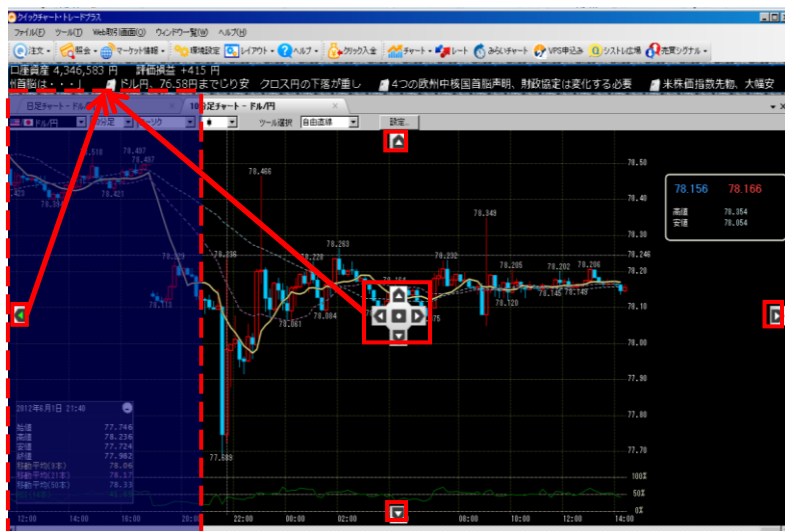 クイックチャート・トレードプラス
ファイル(F) ツール(T) Web取引画面(O) ウィンドウ一覧(W) ヘルプ(H)
注文 照会 マーケット情報 環境設定 レイアウト ヘルプ クリック入金 チャート レート みらいチャート VPS申込み シストレ広場 売買シグナル
口座資産 4,346,583 円 評価損益 +415 円
州首脳は・・・」 ドル円、76.58円までじり安 クロス円の下落が重し 4つの欧州中核国首脳声明、財政協定は変化する必要 米株価指数先物、大幅安
日足チャート - ドル/円 10分足チャート - ドル/円
ドル/円 ツール選択 自由直線 設定...
78.510 78.497
78.497
78.466
78.50
78.421
78.40
78.156 78.166
高値 78.354
安値 78.054
78.348
78.30
78.263
78.236 78.228 78.232
78.246
78.205 78.202 78.206
78.20
78.145 78.149
78.113
78.120
78.10
78.061 78.084
78.00
77.90
2012年6月1日 21:40
始値 77.746
高値 78.236
安値 77.724
終値 77.982
移動平均(8本) 78.06
移動平均(21本) 78.17
移動平均(50本) 78.33
77.80
77.70
77.689
100%
50%
0%
12:00 14:00 16:00 20:00 22:00 00:00 02:00 08:00 10:00 12:00 14:00